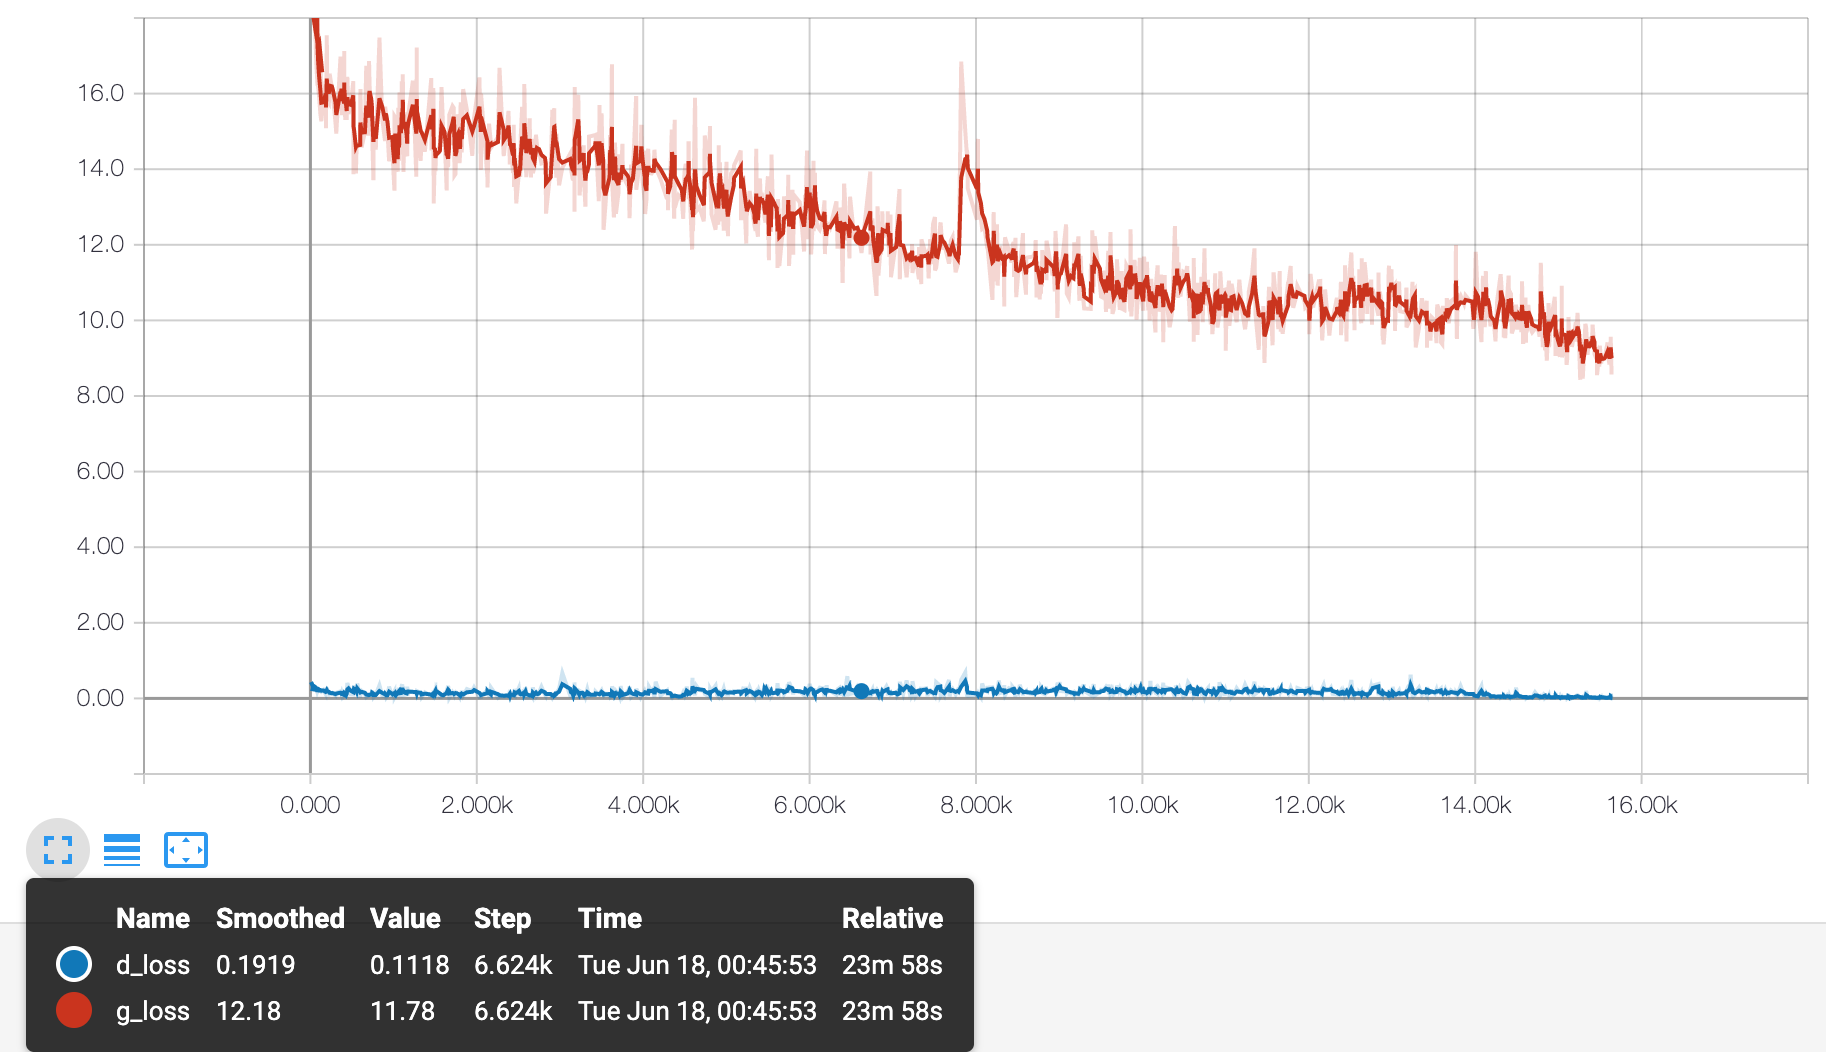 16.0
14.0
12.0
10.0
8.00
6.00
4.00
2.00
0.00
0.000 2.000k 4.000k 6.000k 8.000k 10.00k 12.00k 14.00k 16.00k
Name Smoothed Value Step Time Relative
d_loss 0.1919 0.1118 6.624k Tue Jun 18, 00:45:53 23m 58s
g_loss 12.18 11.78 6.624k Tue Jun 18, 00:45:53 23m 58s